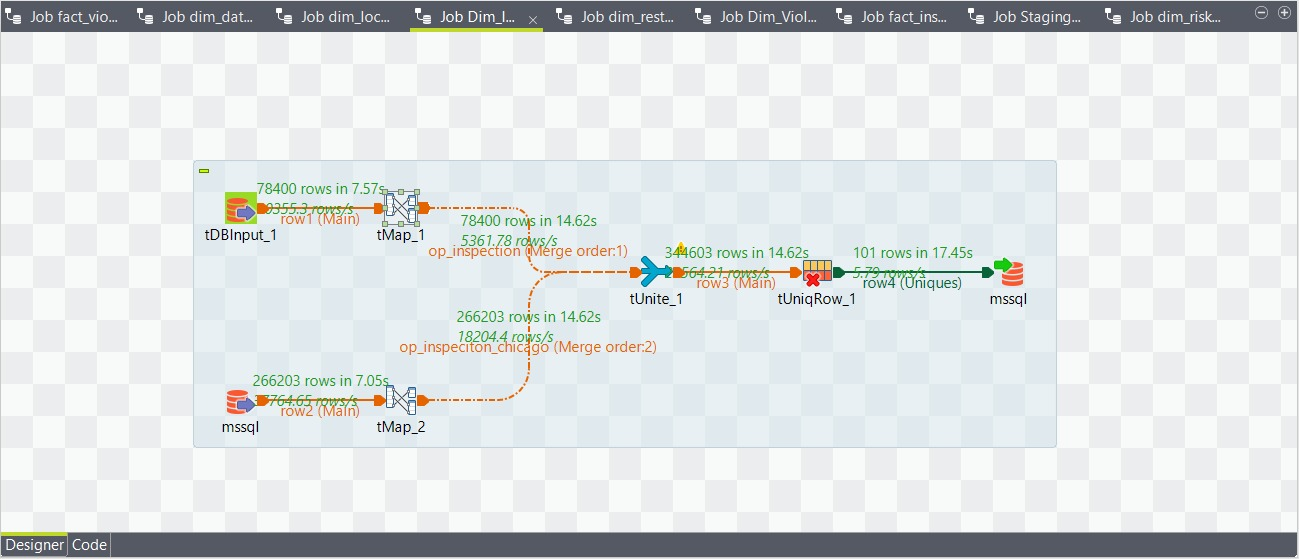 Job fact_vio...
Job dim_dat...
Job dim_loc...
Job Dim_I...
Job dim_rest...
Job Dim_Viol...
Job fact_ins...
Job Staging...
Job dim_risk...
78400 rows in 7.57s
rows/s
row1 (Main)
tDBInput_1
tMap_1
78400 rows in 14.62s
5361.78 rows/s
op_inspection (Merge order:1)
344603 rows in 14.62s
rows/s
row3 (Main)
tUnite_1
101 rows in 17.45s
5.79 rows/s
row4 (Uniques)
tUniqRow_1
mssql
266203 rows in 14.62s
18204.4 rows/s
op_inspeciton_chicago (Merge order:2)
266203 rows in 7.05s
rows/s
row2 (Main)
mssql
tMap_2
Designer
Code